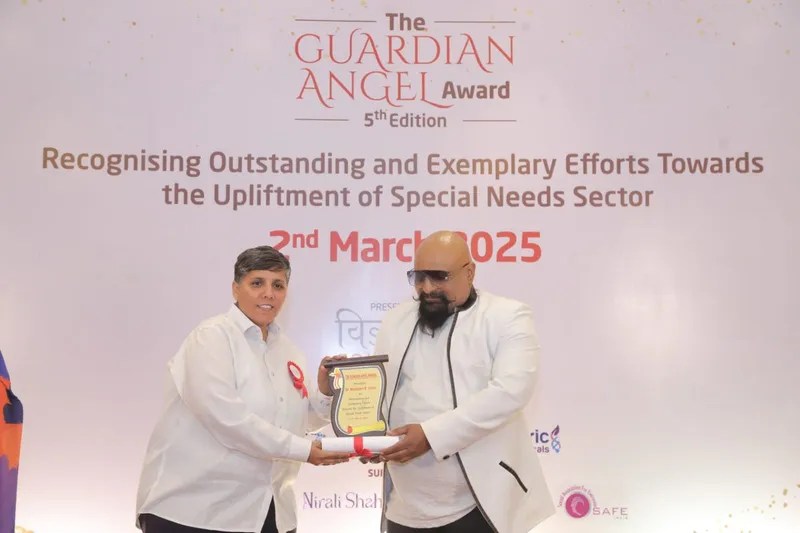 The
GUARDIAN
ANGEL Award
5th Edition
Recognising Outstanding and Exemplary Efforts Towards
the Upliftment of Special Needs Sector
2nd March 2025
Nirali Shah
SAFE